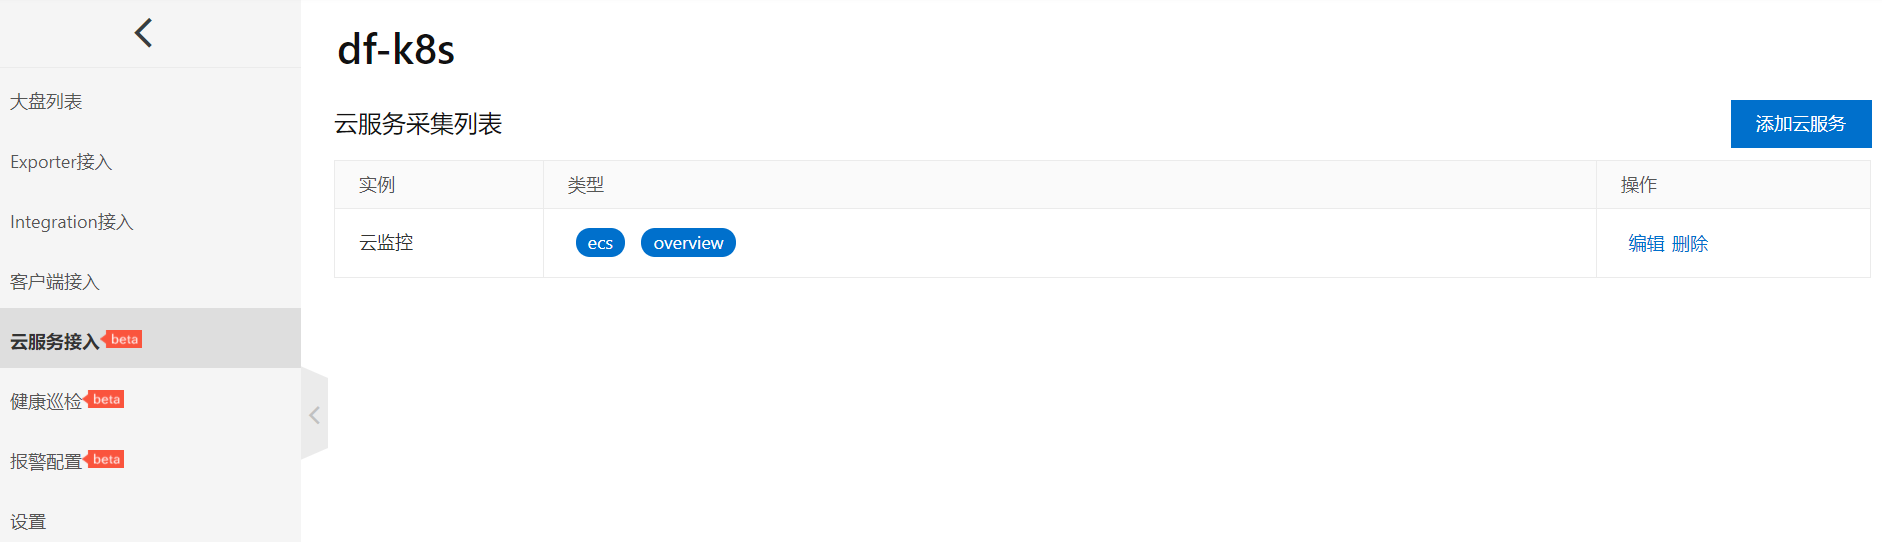 大盘列表
Exporter接入
Integration接入
客户端接入
云服务接入 beta
健康巡检 beta
报警配置 beta
设置
df-k8s
云服务采集列表
添加云服务
实例 类型 操作
云监控 ecs overview 编辑 删除